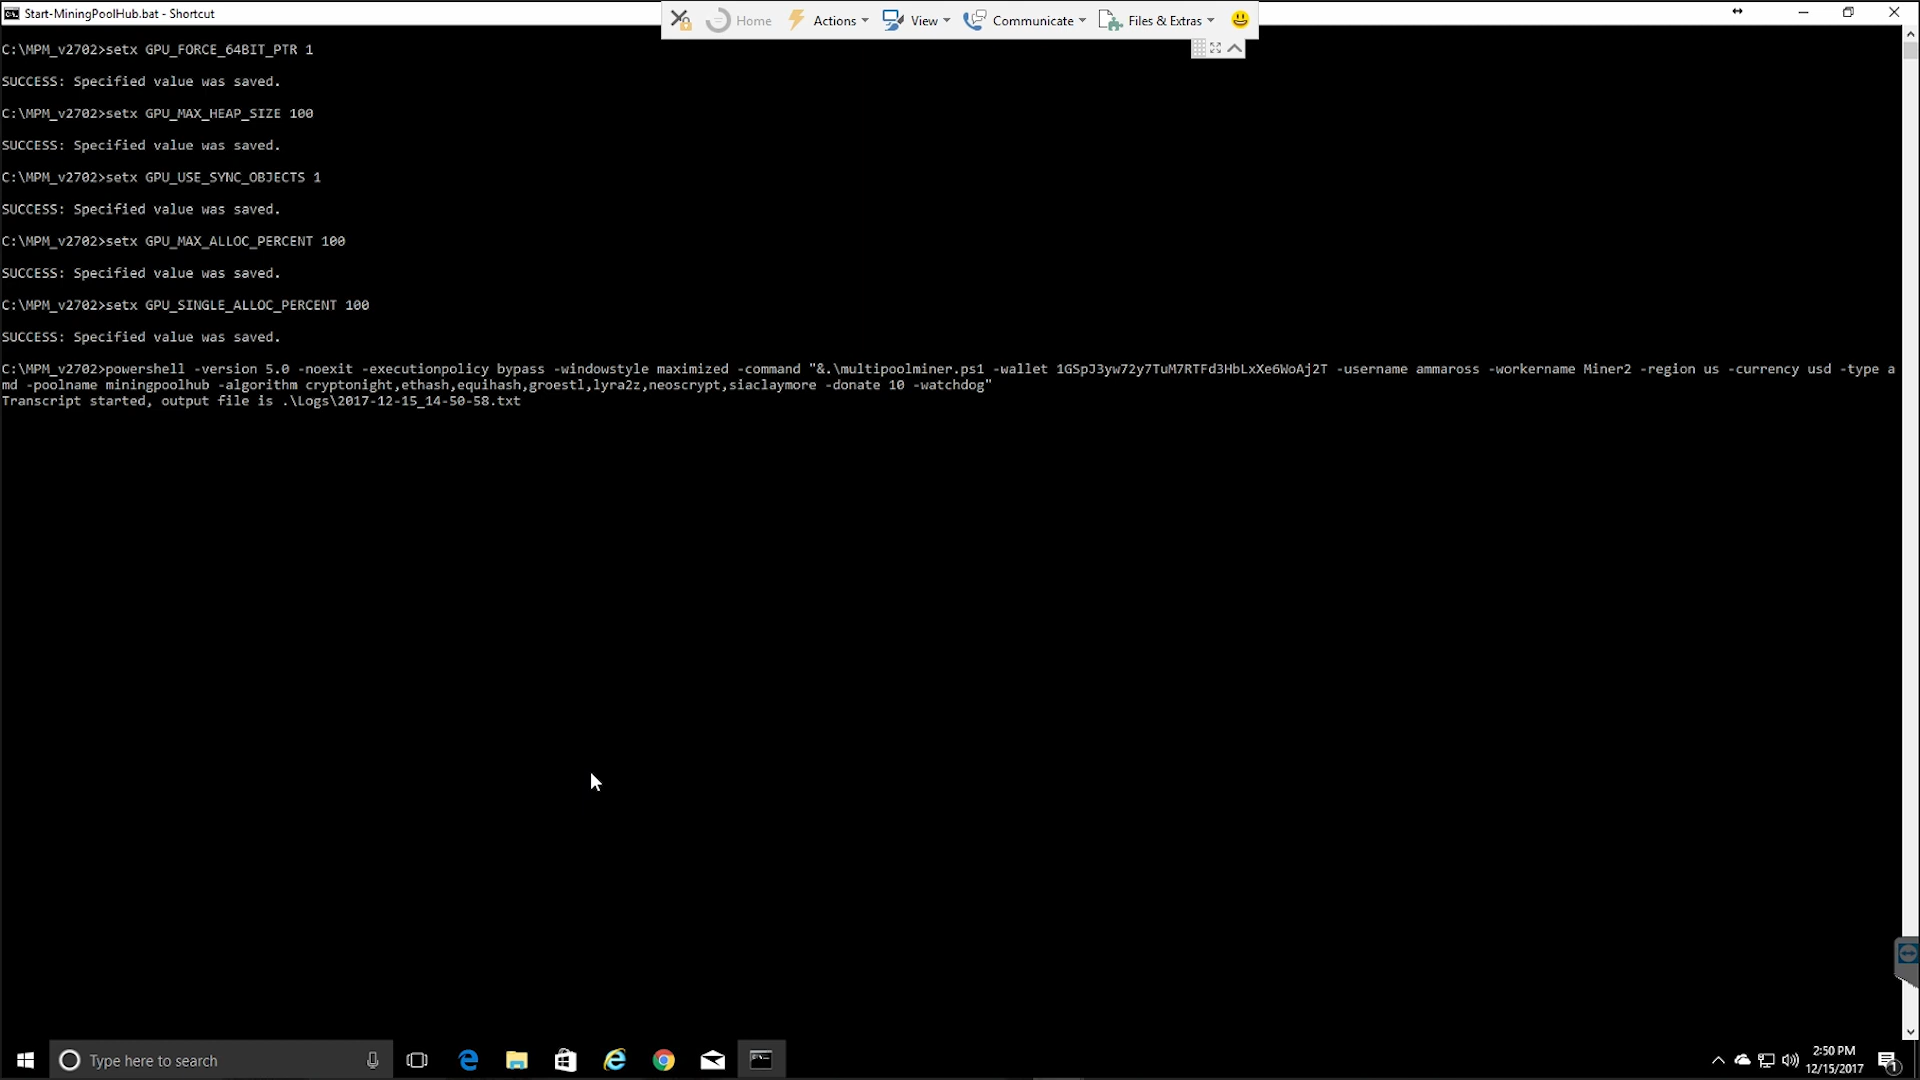 Start-MiningPoolHub.bat - Shortcut
Home Actions View Communicate Files & Extras
C:\MPM_v2702>setx GPU_FORCE_64BIT_PTR 1
SUCCESS: Specified value was saved.
C:\MPM_v2702>setx GPU_MAX_HEAP_SIZE 100
SUCCESS: Specified value was saved.
C:\MPM_v2702>setx GPU_USE_SYNC_OBJECTS 1
SUCCESS: Specified value was saved.
C:\MPM_v2702>setx GPU_MAX_ALLOC_PERCENT 100
SUCCESS: Specified value was saved.
C:\MPM_v2702>setx GPU_SINGLE_ALLOC_PERCENT 100
SUCCESS: Specified value was saved.
C:\MPM_v2702>powershell -version 5.0 -noexit -executionpolicy bypass -windowstyle maximized -command "&.\multipoolminer.ps1 -wallet 1GSpJ3yw72y7TuM7RTFd3HbLxXe6WoAj2T -username ammaross -workername Miner2 -region us -currency usd -type a
md -poolname miningpoolhub -algorithm cryptonight,ethash,equihash,groestl,lyra2z,neoscrypt,siaclaymore -donate 10 -watchdog"
Transcript started, output file is .\Logs\2017-12-15_14-50-58.txt
Type here to search
2:50 PM
12/15/2017
1